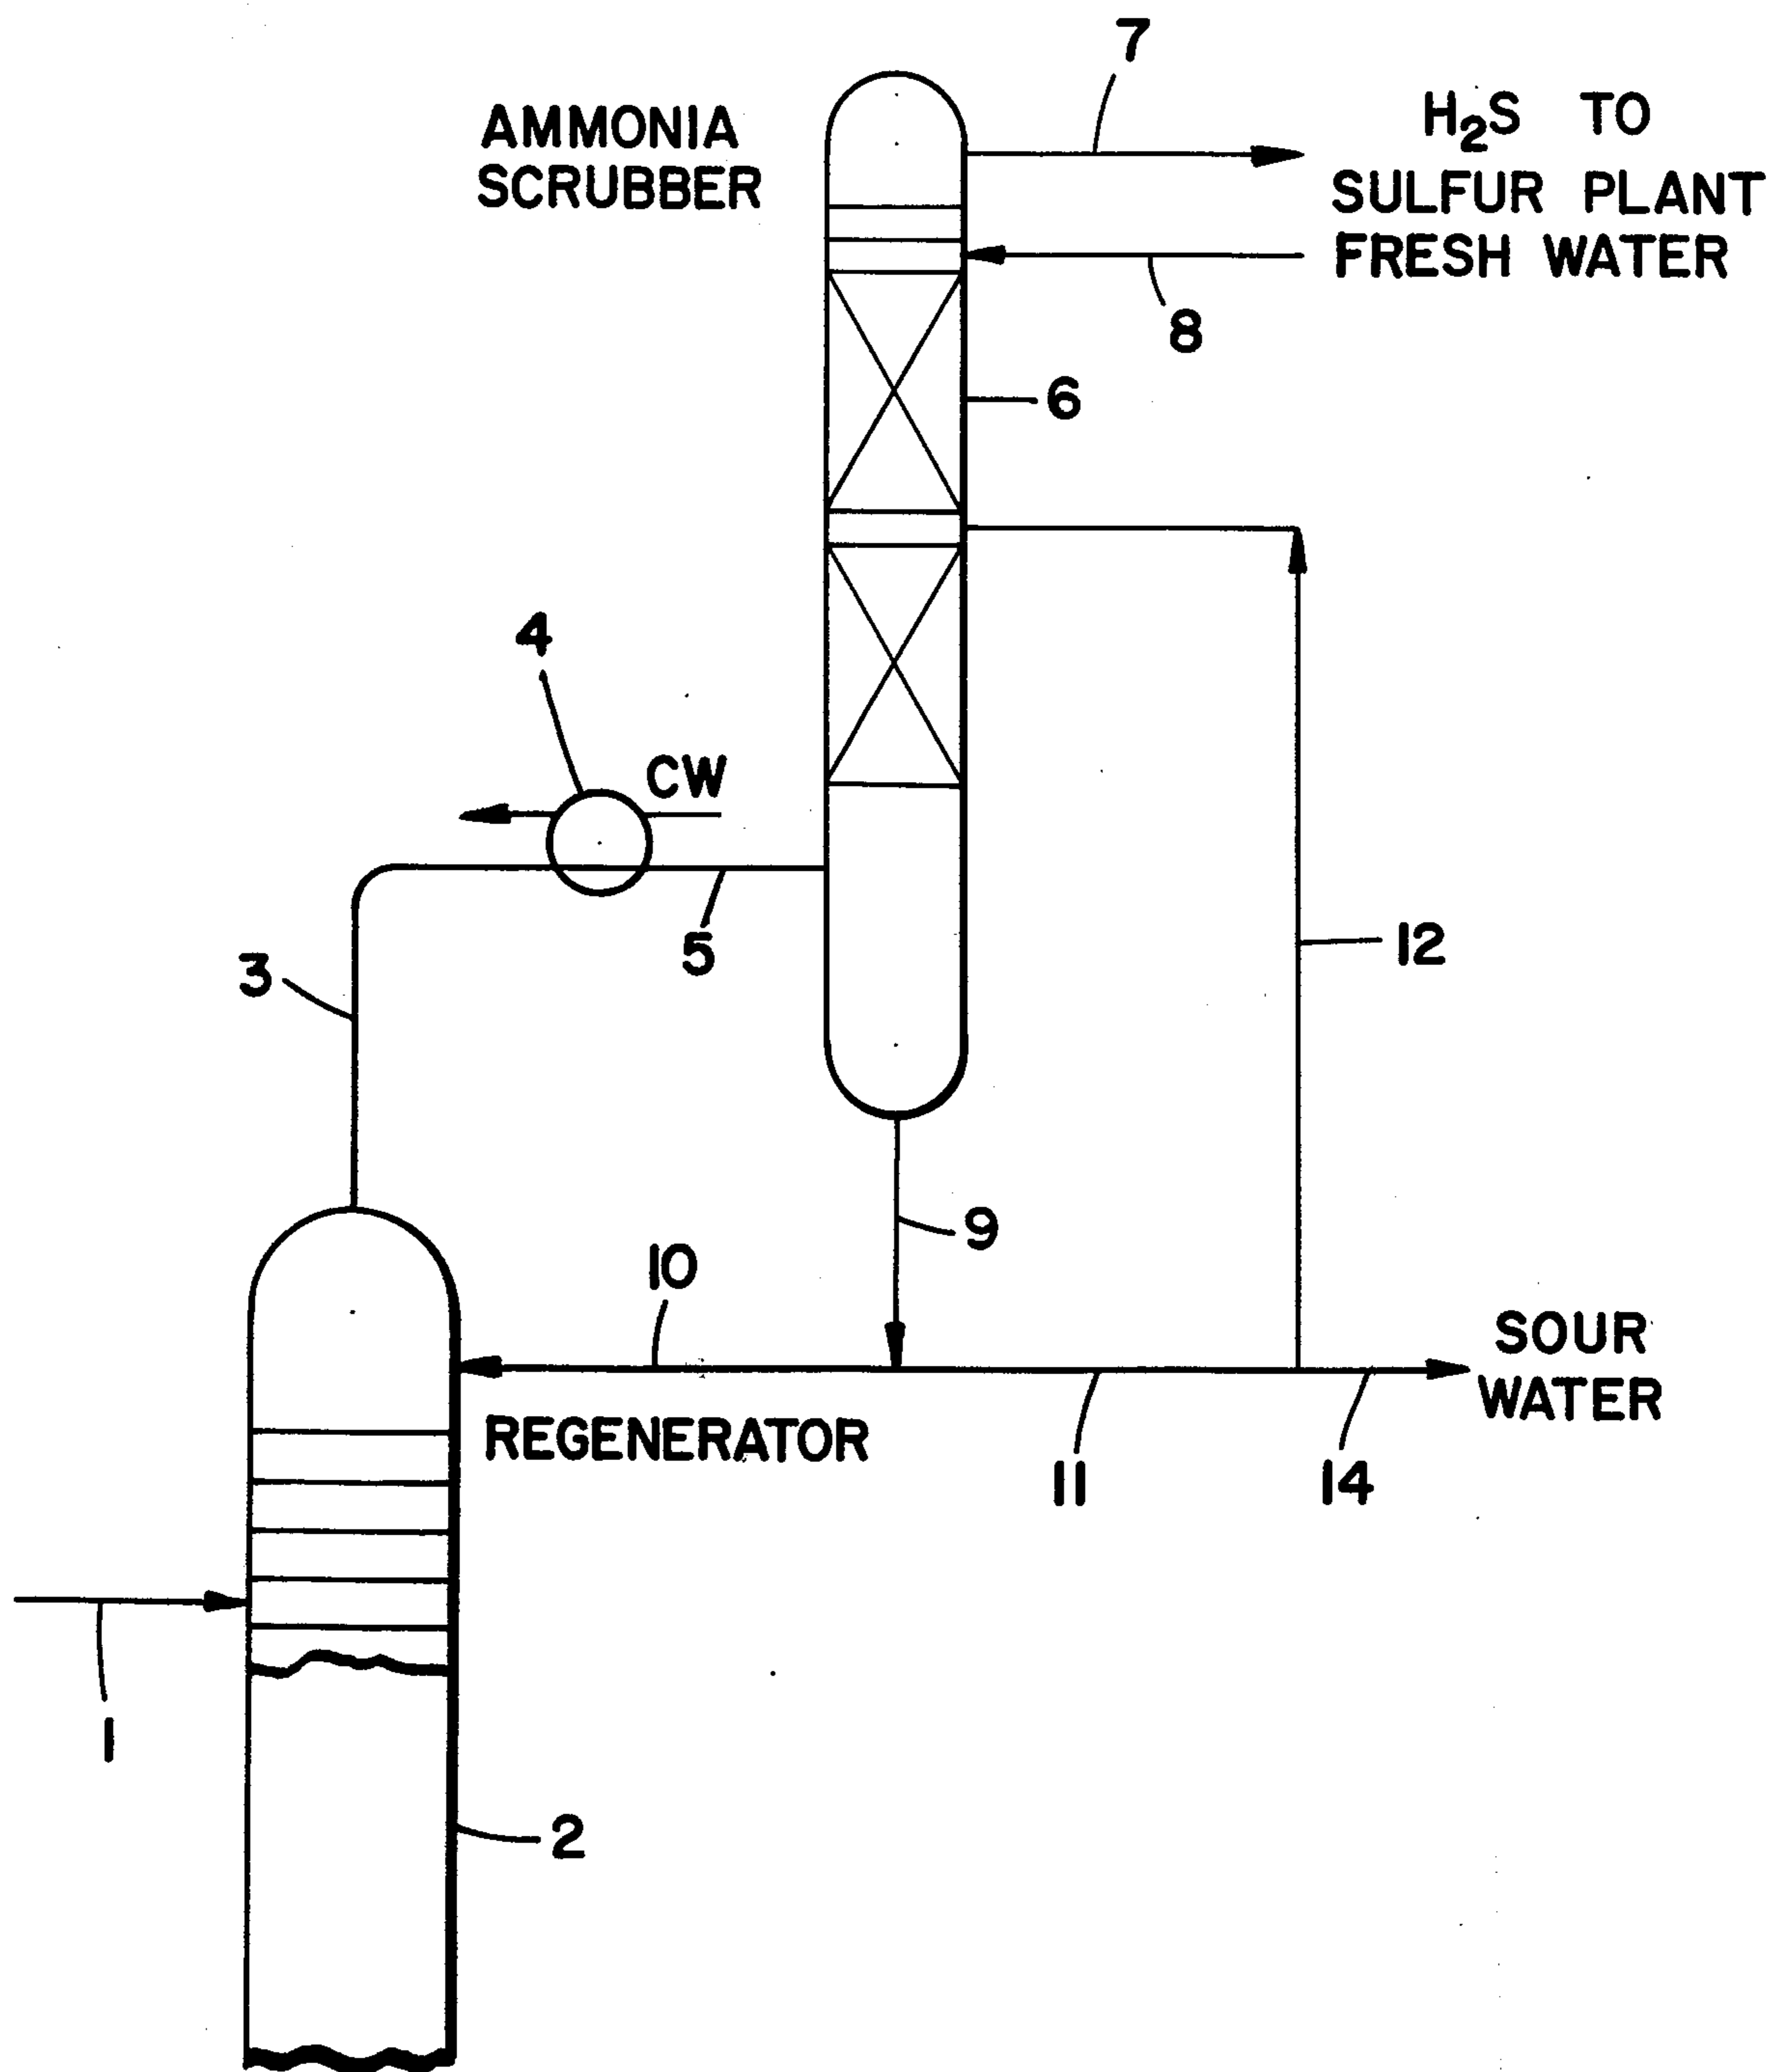 7
AMMONIA
SCRUBBER
H₂S TO
SULFUR PLANT
FRESH WATER
8
6
4
CW
5
12
3
9
10
SOUR
WATER
REGENERATOR
11
14
1
2